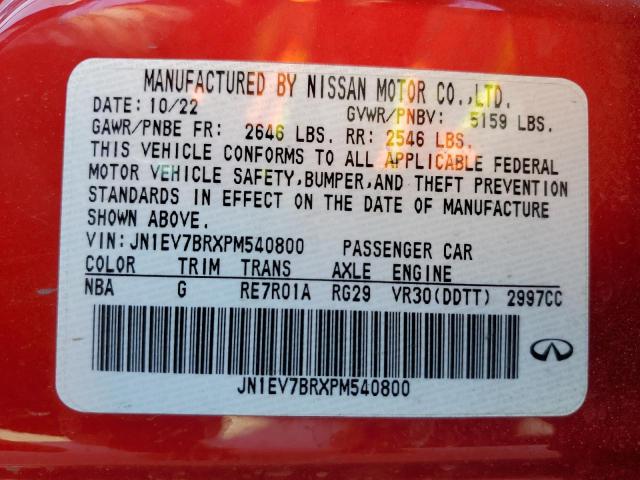 MANUFACTURED BY NISSAN MOTOR CO.,LTD.
DATE: 10/22 GVWR/PNBV: 5159 LBS.
GAWR/PNBE FR: 2646 LBS. RR: 2546 LBS.
THIS VEHICLE CONFORMS TO ALL APPLICABLE FEDERAL
MOTOR VEHICLE SAFETY,BUMPER,AND THEFT PREVENTION
STANDARDS IN EFFECT ON THE DATE OF MANUFACTURE
SHOWN ABOVE.
VIN:JN1EV7BRXPM540800 PASSENGER CAR
COLOR TRIM TRANS AXLE ENGINE
NBA G RE7R01A RG29 VR30(DDTT) 2997CC
JN1EV7BRXPM540800